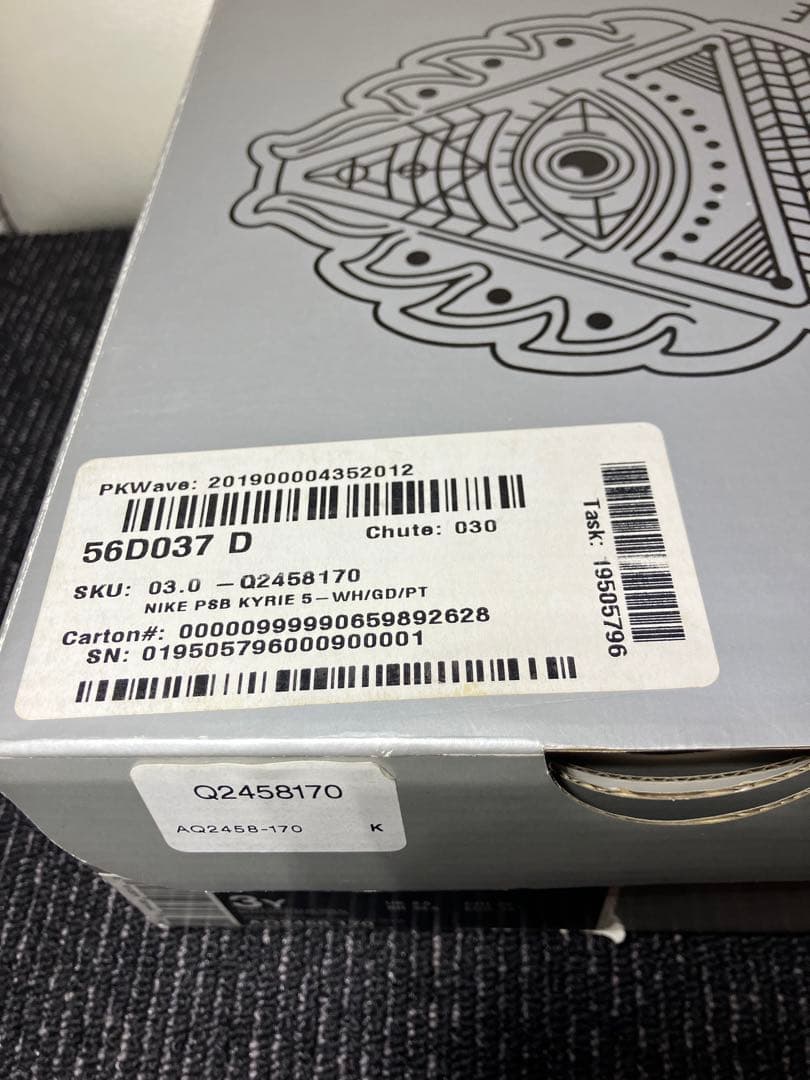 PKWave: 201900004352012
56D037 D
Chute: 030
SKU: 03.0 -Q2458170
NIKE PSB KYRIE 5-WH/GD/PT
Carton#: 00000999990659892628
SN: 019505796000900001
Task: 19505796
Q2458170
AQ2458-170 K
3Y